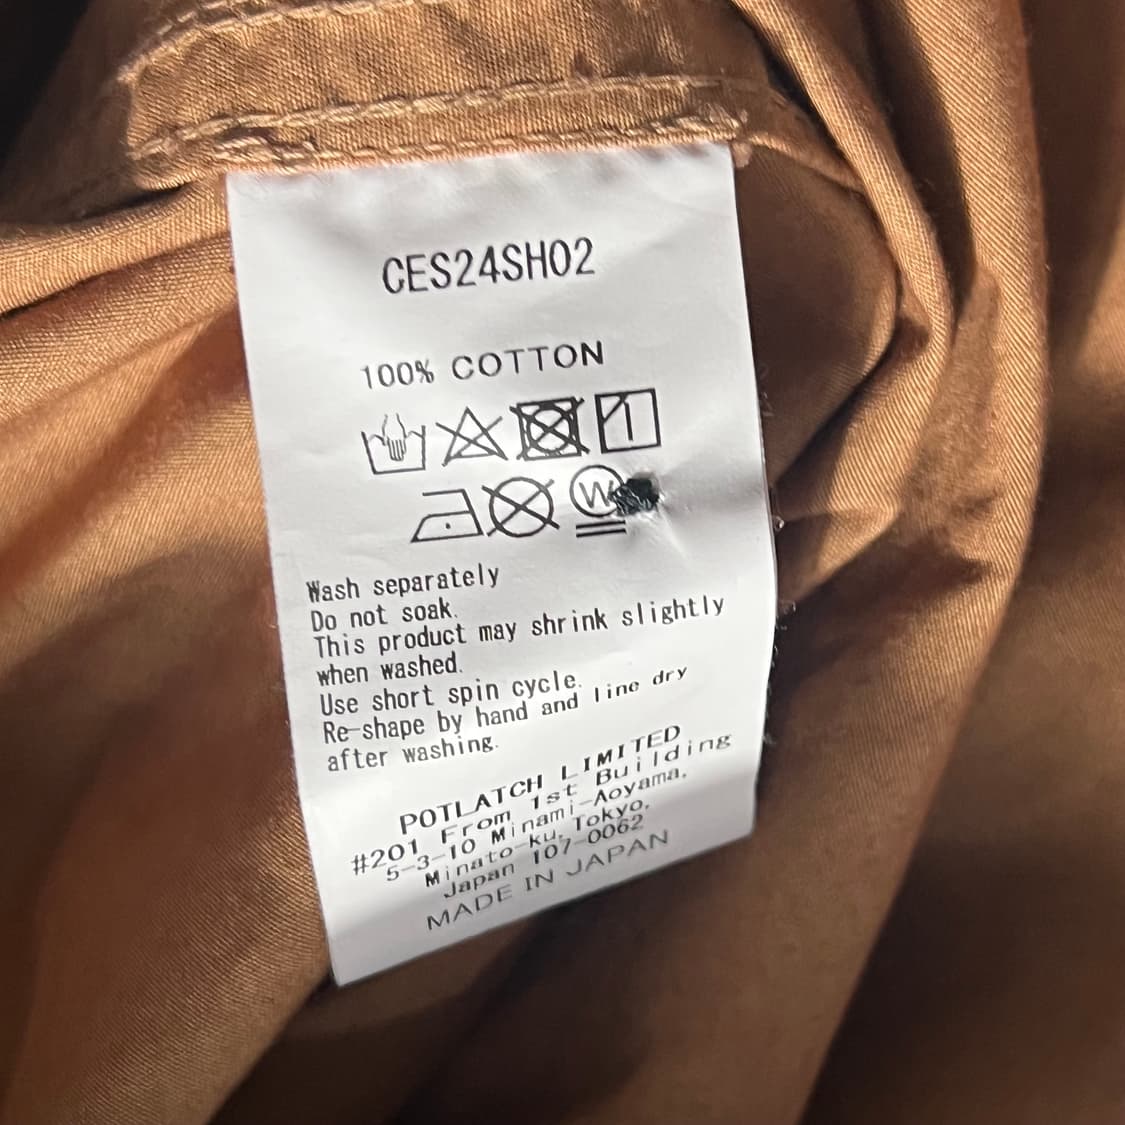 CES24SH02
100% COTTON
W
Wash separately
Do not soak.
This product may shrink slightly
when washed.
Use short spin cycle.
Re-shape by hand and line dry
after washing.
POTLATCH LIMITED
#201 From 1st Building
5-3-10 Minami-Aoyama,
Minato-ku, Tokyo,
Japan 107-0062
MADE IN JAPAN